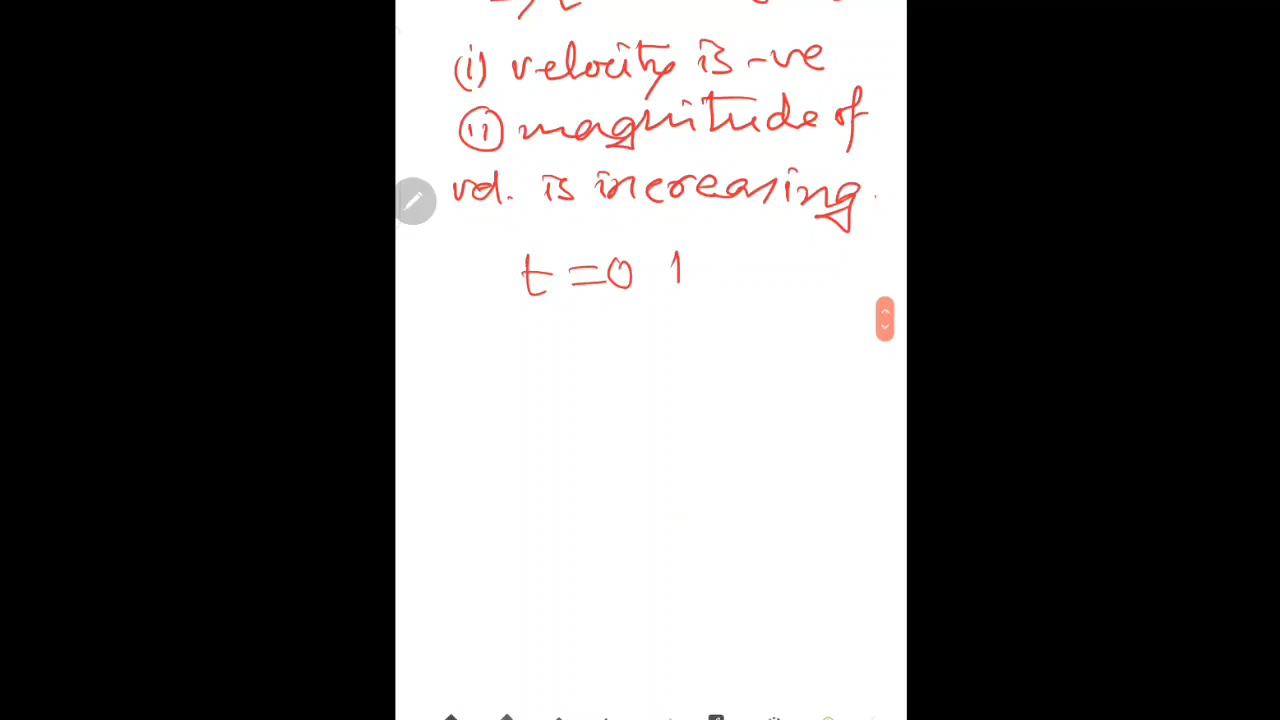 (i) velocity is -ve
(ii) magnitude of
vel. is increasing.
t = 0 1